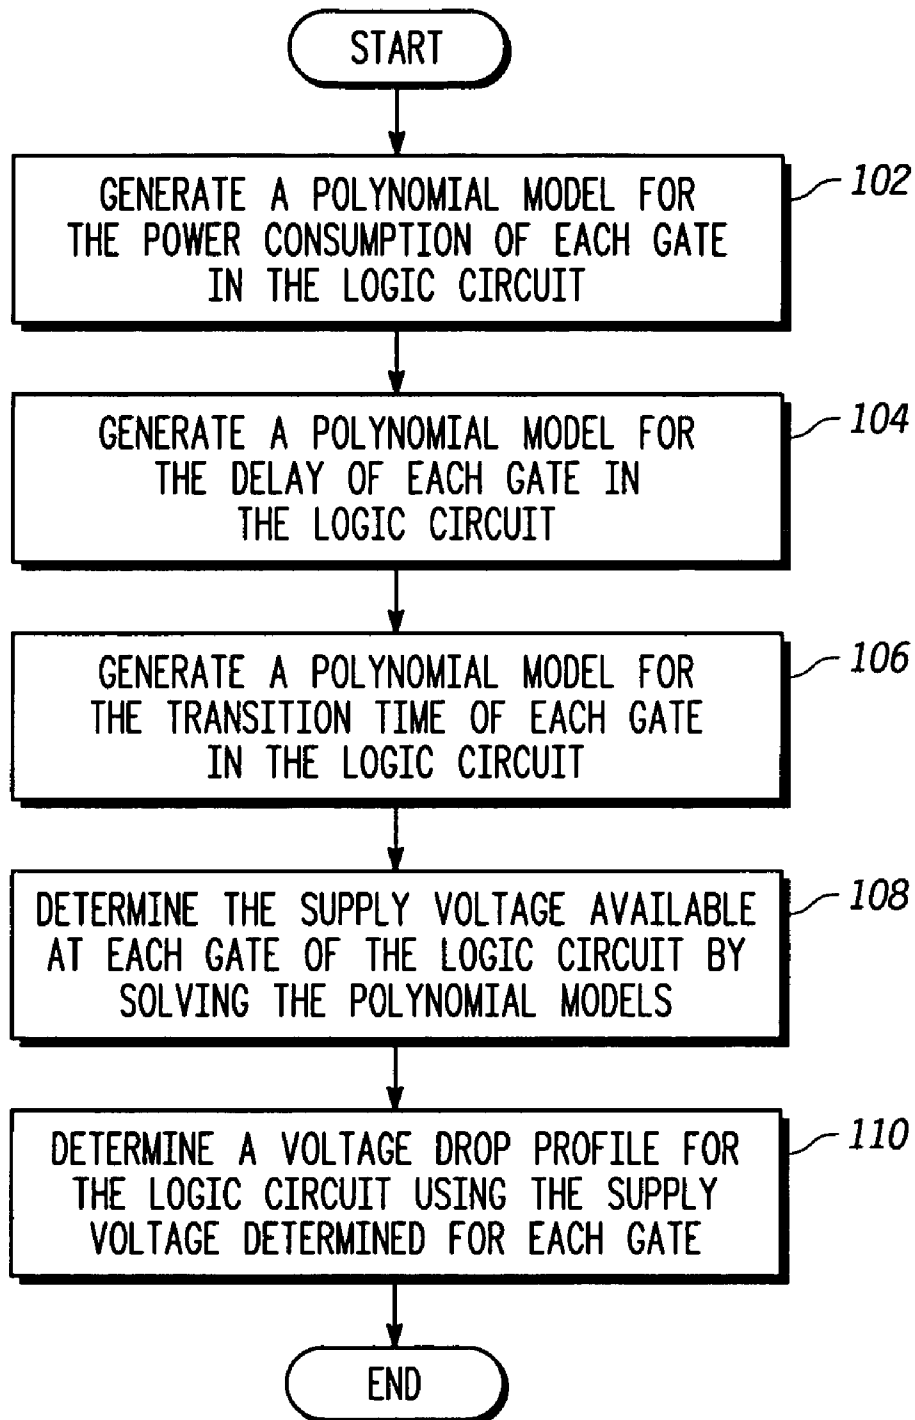 START
GENERATE A POLYNOMIAL MODEL FOR
THE POWER CONSUMPTION OF EACH GATE
IN THE LOGIC CIRCUIT
102
GENERATE A POLYNOMIAL MODEL FOR
THE DELAY OF EACH GATE IN
THE LOGIC CIRCUIT
104
GENERATE A POLYNOMIAL MODEL FOR
THE TRANSITION TIME OF EACH GATE
IN THE LOGIC CIRCUIT
106
DETERMINE THE SUPPLY VOLTAGE AVAILABLE
AT EACH GATE OF THE LOGIC CIRCUIT BY
SOLVING THE POLYNOMIAL MODELS
108
DETERMINE A VOLTAGE DROP PROFILE FOR
THE LOGIC CIRCUIT USING THE SUPPLY
VOLTAGE DETERMINED FOR EACH GATE
110
END